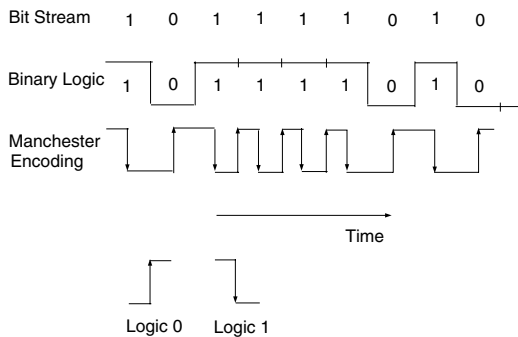 Bit Stream 1 0 1 1 1 1 0 1 0
Binary Logic 1 0 1 1 1 1 0 1 0
Manchester
Encoding
Time
Logic 0 Logic 1